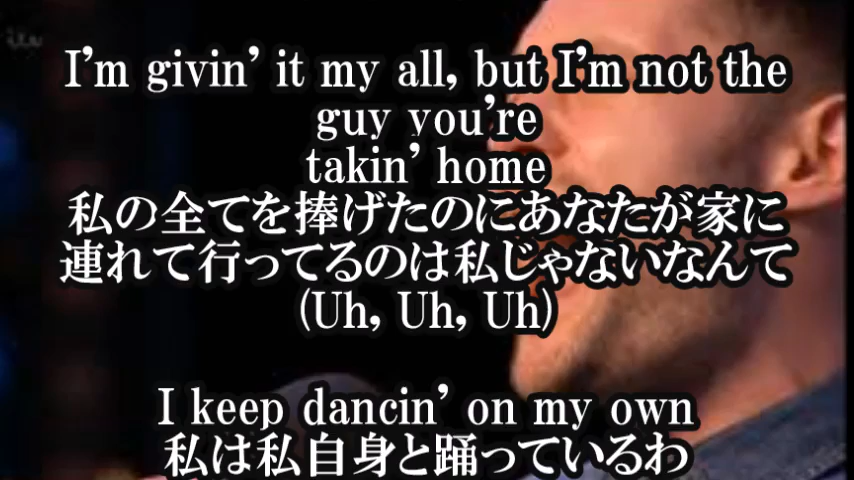 I'm givin' it my all, but I'm not the
guy you're
takin' home
私の全てを捧げたのにあなたが家に
連れて行ってるのは私じゃないなんて
(Uh, Uh, Uh)
I keep dancin' on my own
私は私自身と踊っているわ